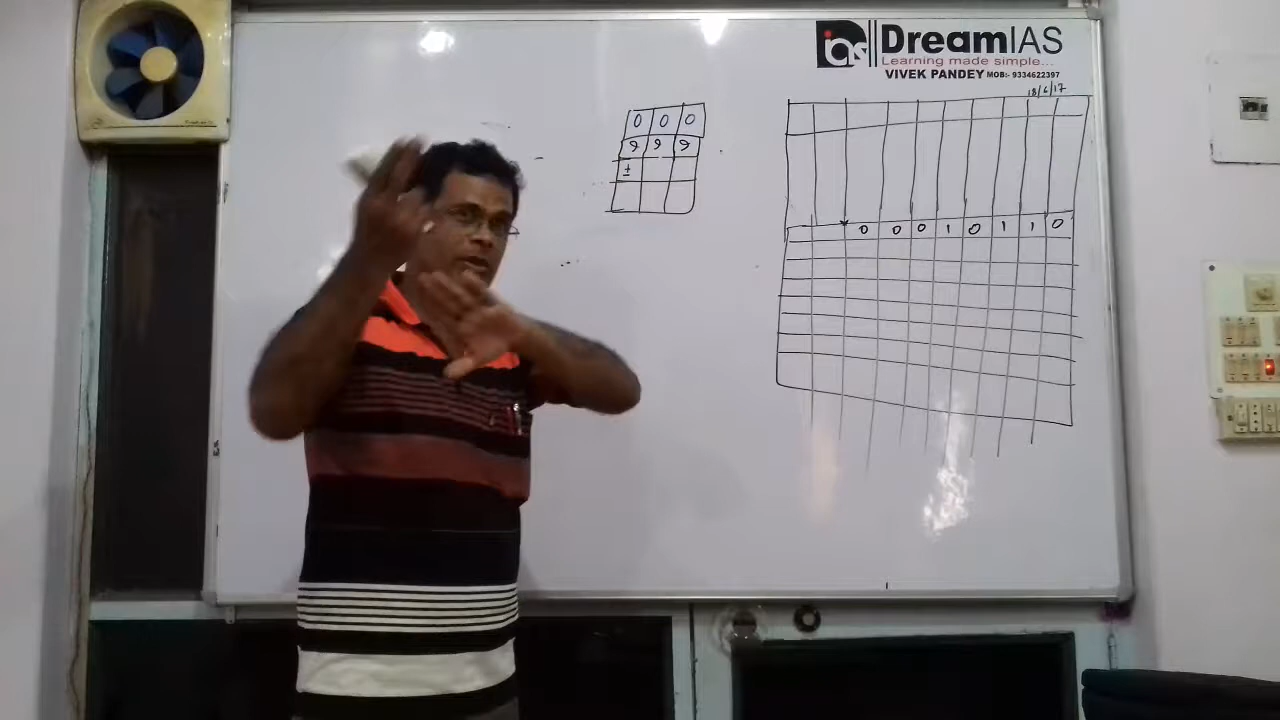 DreamIAS
Learning made simple...
VIVEK PANDEY MOB:- 9334622397
18/6/17
0 0 0
9 9 9
±
0 0 0 1 0 1 1 0